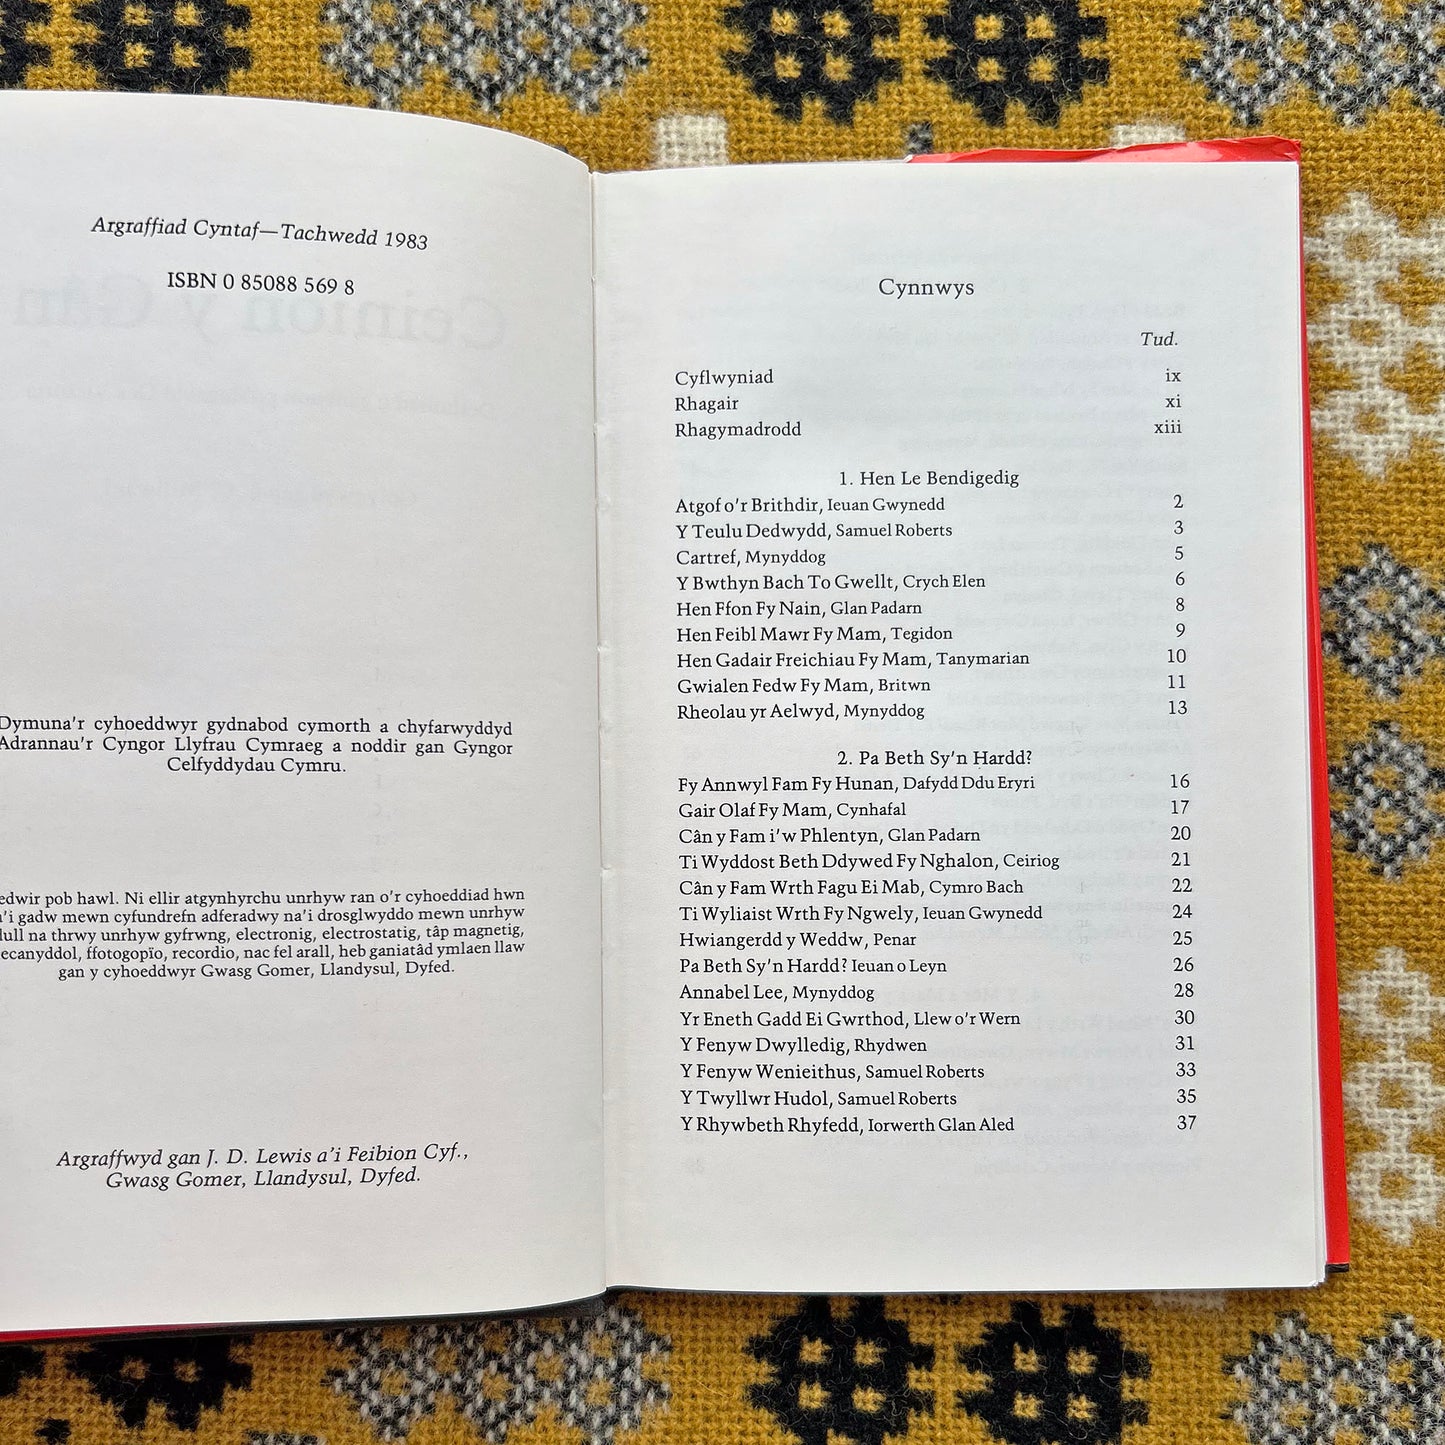 Argraffiad Cyntaf—Tachwedd 1983
ISBN 0 85088 569 8
Dymuna'r cyhoeddwyr gydnabod cymorth a chyfarwyddyd
Adrannau'r Cyngor Llyfrau Cymraeg a noddir gan Gyngor
Celfyddydau Cymru.
pob hawl. Ni ellir atgynhyrchu unrhyw ran o'r cyhoeddiad hwn
na'i gadw mewn cyfundrefn adferadwy na'i drosglwyddo mewn unrhyw
ddull na thrwy unrhyw gyfrwng, electronig, electrostatig, tâp magnetig,
mecanyddol, ffotogopïo, recordio, nac fel arall, heb ganiatâd ymlaen llaw
gan y cyhoeddwyr Gwasg Gomer, Llandysul, Dyfed.
Argraffwyd gan J. D. Lewis a'i Feibion Cyf.,
Gwasg Gomer, Llandysul, Dyfed.
Cynnwys
Tud.
Cyflwyniad ix
Rhagair xi
Rhagymadrodd xiii
1. Hen Le Bendigedig
Atgof o'r Brithdir, Ieuan Gwynedd 2
Y Teulu Dedwydd, Samuel Roberts 3
Cartref, Mynyddog 5
Y Bwthyn Bach To Gwellt, Crych Elen 6
Hen Ffon Fy Nain, Glan Padarn 8
Hen Feibl Mawr Fy Mam, Tegidon 9
Hen Gadair Freichiau Fy Mam, Tanymarian 10
Gwialen Fedw Fy Mam, Britwn 11
Rheolau yr Aelwyd, Mynyddog 13
2. Pa Beth Sy'n Hardd?
Fy Annwyl Fam Fy Hunan, Dafydd Ddu Eryri 16
Gair Olaf Fy Mam, Cynhafal 17
Cân y Fam i'w Phlentyn, Glan Padarn 20
Ti Wyddost Beth Ddywed Fy Nghalon, Ceiriog 21
Cân y Fam Wrth Fagu Ei Mab, Cymro Bach 22
Ti Wyliaist Wrth Fy Ngwely, Ieuan Gwynedd 24
Hwiangerdd y Weddw, Penar 25
Pa Beth Sy'n Hardd? Ieuan o Leyn 26
Annabel Lee, Mynyddog 28
Yr Eneth Gadd Ei Gwrthod, Llew o'r Wern 30
Y Fenyw Dwylledig, Rhydwen 31
Y Fenyw Wenieithus, Samuel Roberts 33
Y Twyllwr Hudol, Samuel Roberts 35
Y Rhywbeth Rhyfedd, Iorwerth Glan Aled 37